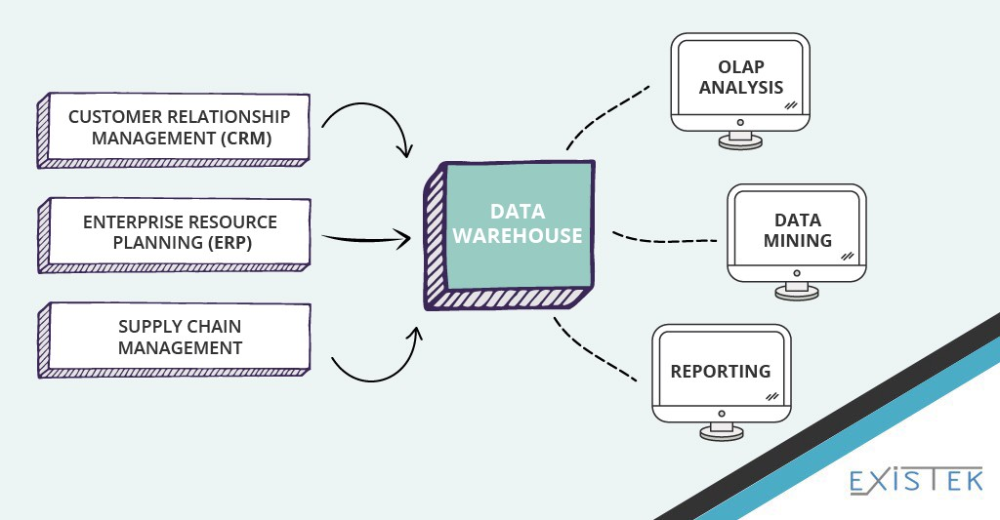 CUSTOMER RELATIONSHIP
MANAGEMENT (CRM)
ENTERPRISE RESOURCE
PLANNING (ERP)
SUPPLY CHAIN
MANAGEMENT
DATA
WAREHOUSE
OLAP
ANALYSIS
DATA
MINING
REPORTING
EXiSTEK